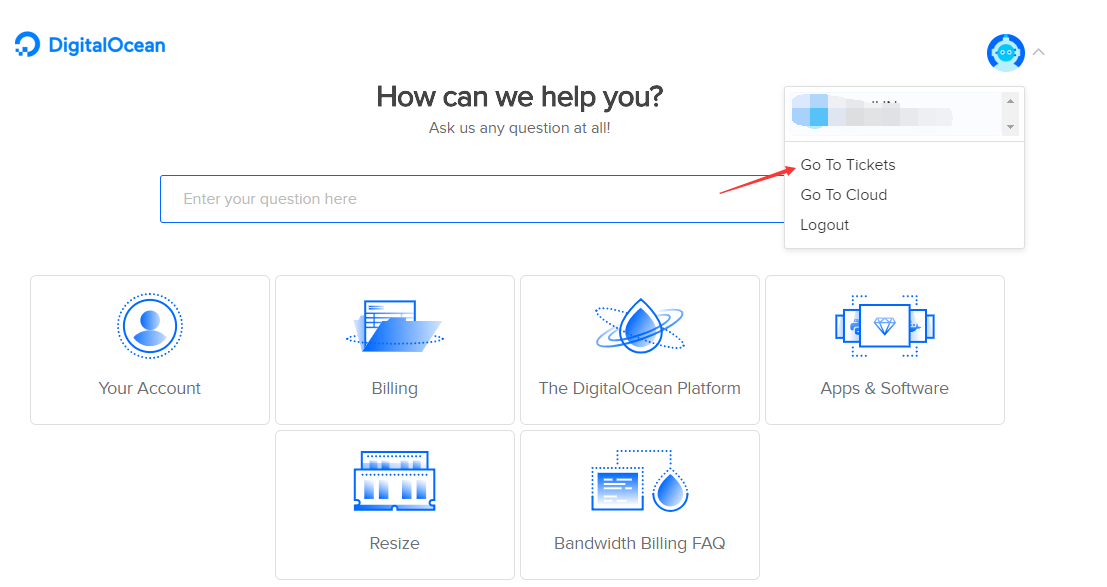 DigitalOcean
How can we help you?
Ask us any question at all!
Enter your question here
Go To Tickets
Go To Cloud
Logout
Your Account
Billing
The DigitalOcean Platform
Apps & Software
Resize
Bandwidth Billing FAQ